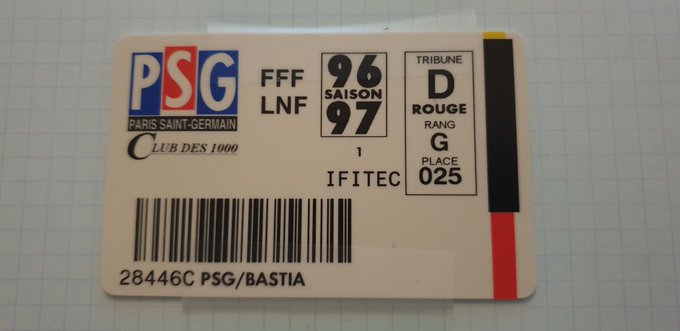 PSG
PARIS SAINT-GERMAIN
CLUB DES 1000
FFF
LNF
96
SAISON
97
1
IFITEC
TRIBUNE
D
ROUGE
RANG
G
PLACE
025
28446C PSG/BASTIA